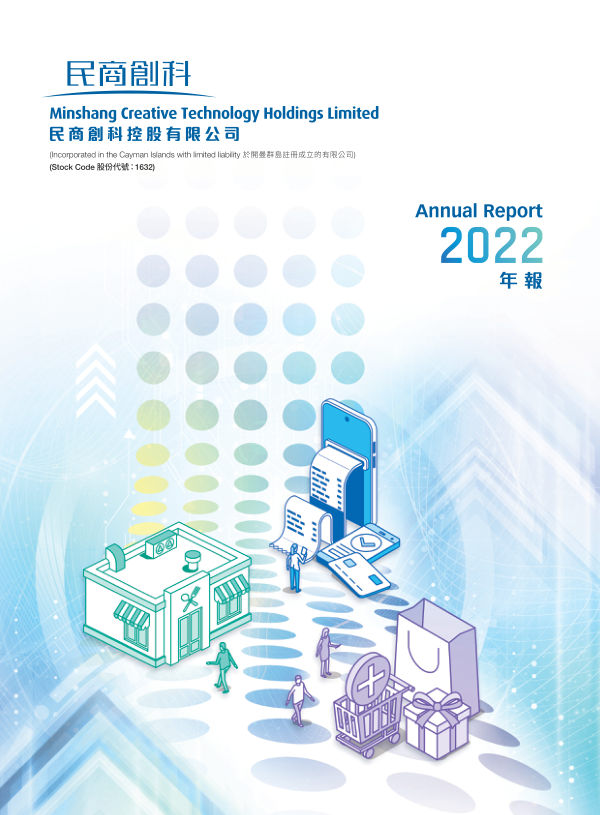 民商創科
Minshang Creative Technology Holdings Limited
民商創科控股有限公司
(Incorporated in the Cayman Islands with limited liability 於開曼群島註冊成立的有限公司)
(Stock Code 股份代號：1632)
Annual Report
2022
年報